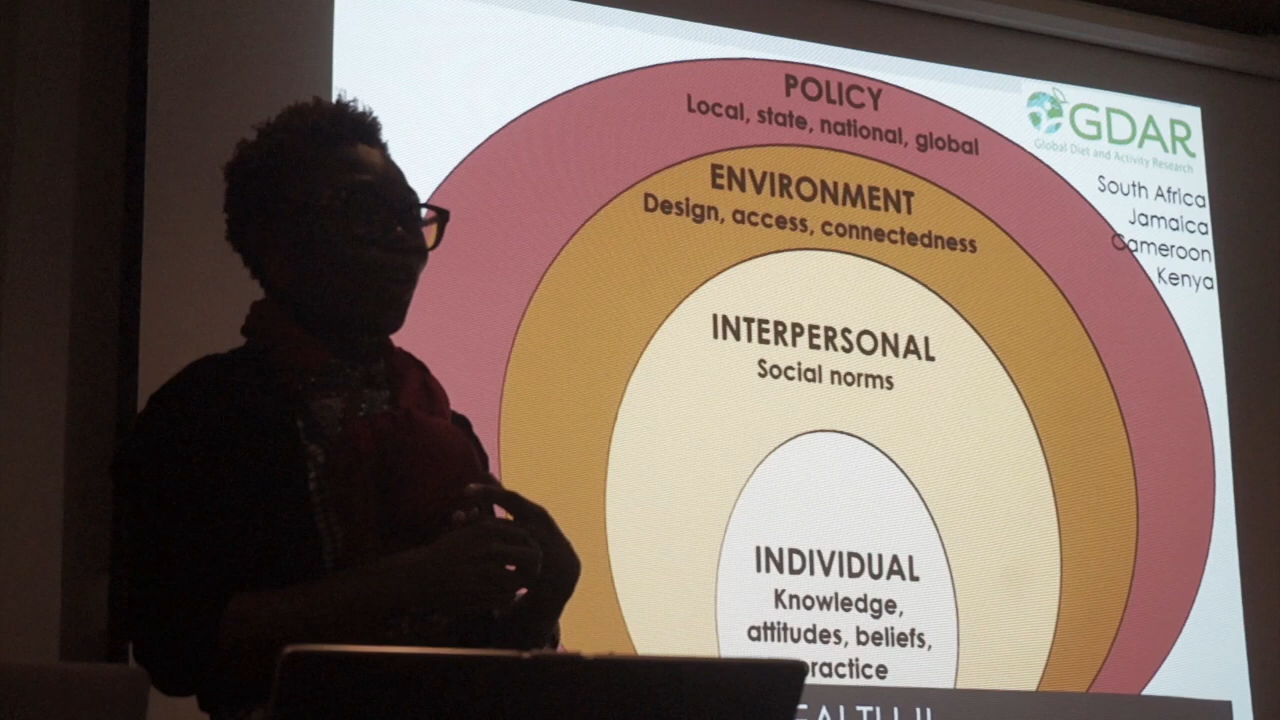 POLICY
Local, state, national, global
GDAR
Global Diet and Activity Research
South Africa
Jamaica
Cameroon
Kenya
ENVIRONMENT
Design, access, connectedness
INTERPERSONAL
Social norms
INDIVIDUAL
Knowledge,
attitudes, beliefs,
practice